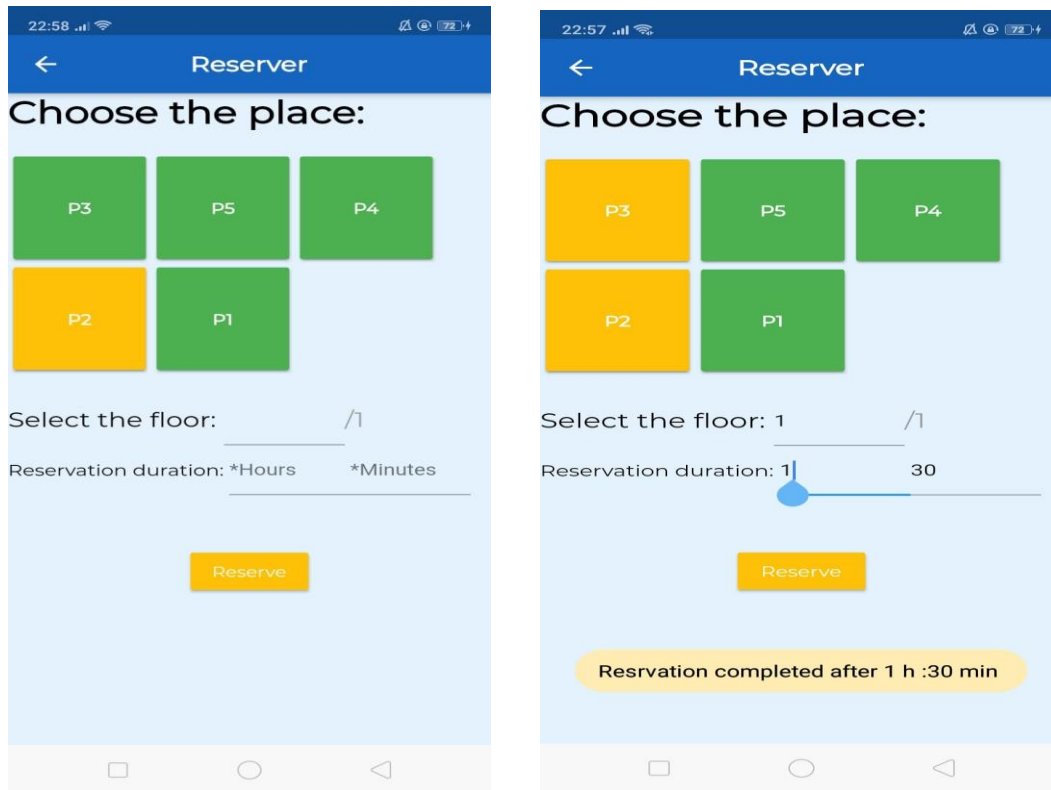 22:58
72
Reserver
Choose the place:
P3 P5 P4
P2 P1
Select the floor: /1
Reservation duration: *Hours *Minutes
Reserve
22:57
72
Reserver
Choose the place:
P3 P5 P4
P2 P1
Select the floor: 1 /1
Reservation duration: 1 30
Reserve
Resrvation completed after 1 h :30 min